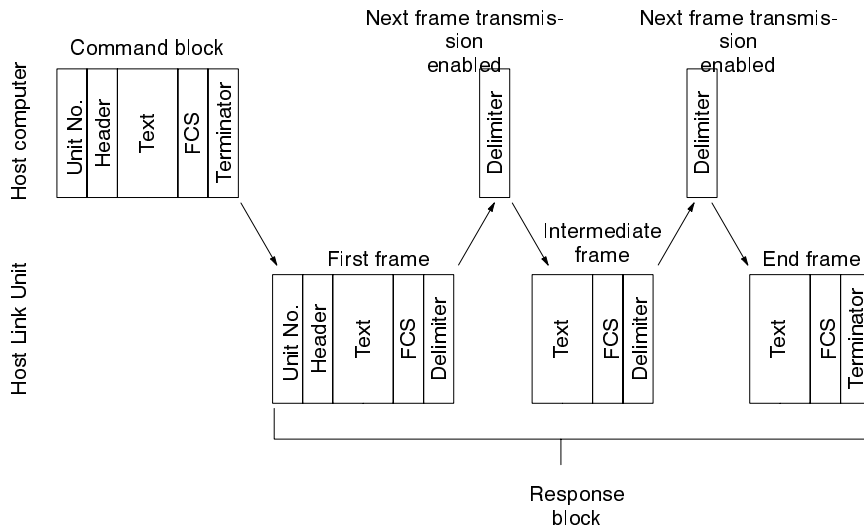 Next frame transmis-
sion
enabled
Next frame transmis-
sion
enabled
Command block
Host computer
Unit No.
Header
Text
FCS
Terminator
Delimiter
Delimiter
Host Link Unit
First frame
Intermediate
frame
End frame
Unit No.
Header
Text
FCS
Delimiter
Text
FCS
Delimiter
Text
FCS
Terminator
Response
block